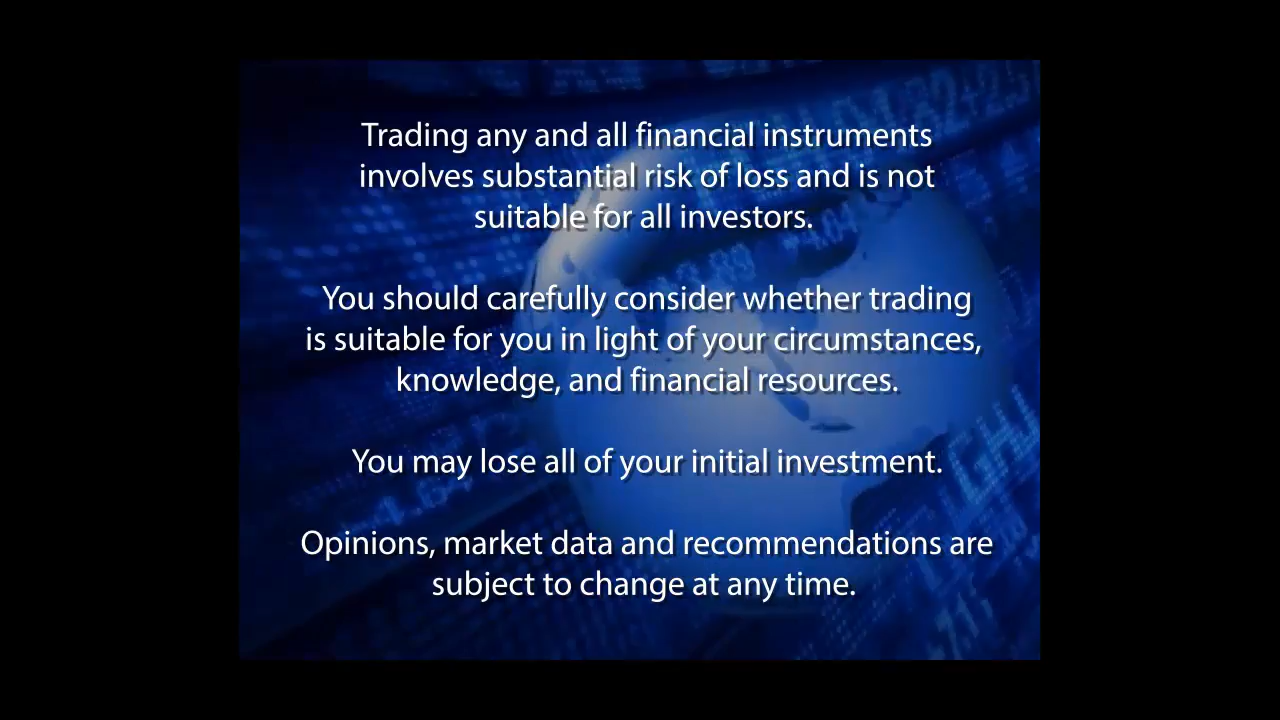 Trading any and all financial instruments
involves substantial risk of loss and is not
suitable for all investors.
You should carefully consider whether trading
is suitable for you in light of your circumstances,
knowledge, and financial resources.
You may lose all of your initial investment.
Opinions, market data and recommendations are
subject to change at any time.